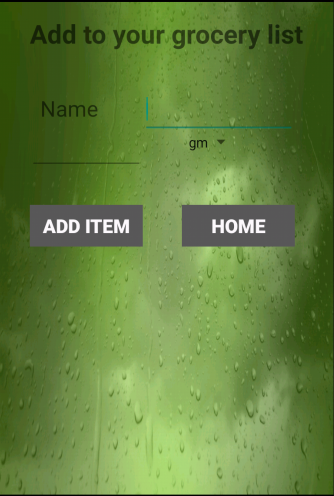 Add to your grocery list
Name
gm
ADD ITEM
HOME